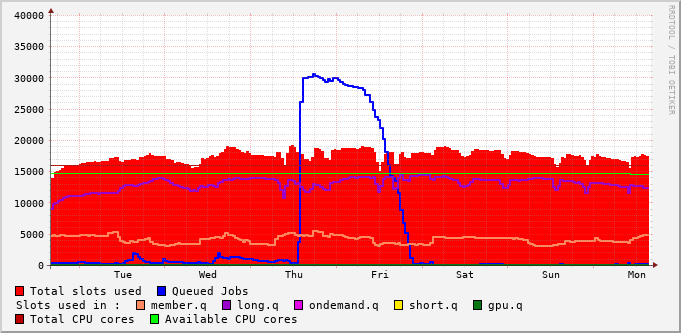 40000
35000
30000
25000
20000
15000
10000
5000
0
Tue Wed Thu Fri Sat Sun Mon
Total slots used Queued Jobs
Slots used in : member.q long.q ondemand.q short.q gpu.q
Total CPU cores Available CPU cores
RRDTOOL / TOBI OETIKER